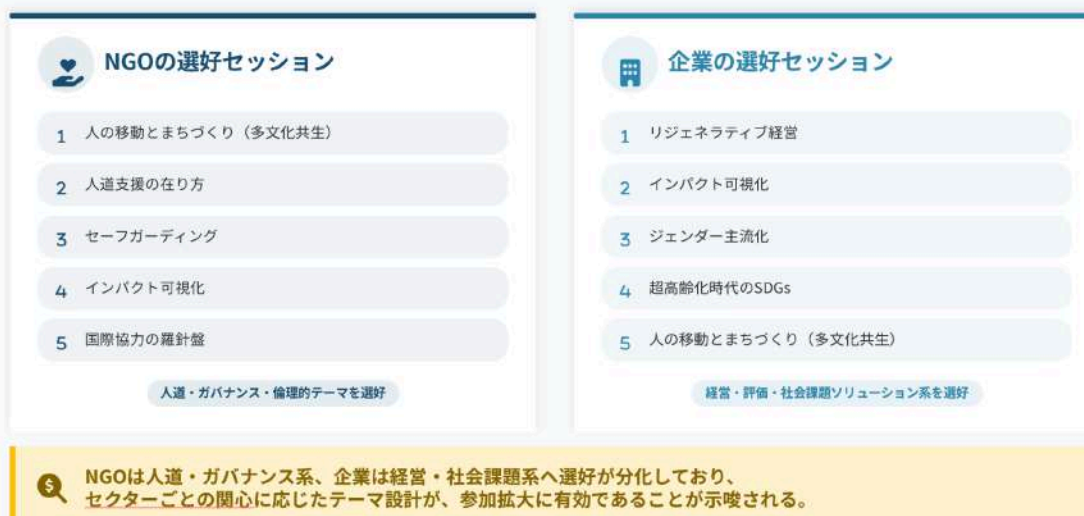 NGOの選好セッション
1 人の移動とまちづくり（多文化共生）
2 人道支援の在り方
3 セーフガーディング
4 インパクト可視化
5 国際協力の羅針盤
人道・ガバナンス・倫理的テーマを選好
企業の選好セッション
1 リジェネラティブ経営
2 インパクト可視化
3 ジェンダー主流化
4 超高齢化時代のSDGs
5 人の移動とまちづくり（多文化共生）
経営・評価・社会課題ソリューション系を選好
NGOは人道・ガバナンス系、企業は経営・社会課題系へ選好が分化しており、
セクターごとの関心に応じたテーマ設計が、参加拡大に有効であることが示唆される。